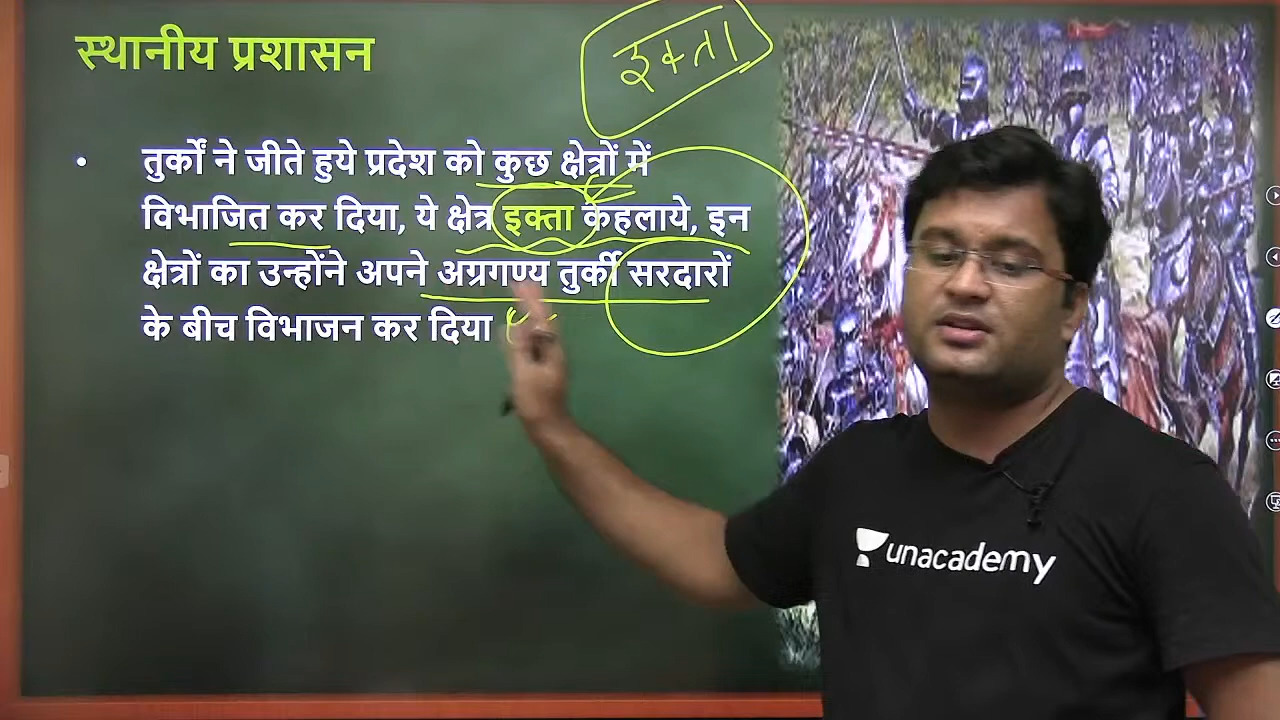 स्थानीय प्रशासन
इक्ता
• तुर्कों ने जीते हुये प्रदेश को कुछ क्षेत्रों में
विभाजित कर दिया, ये क्षेत्र इक्ता कहलाये, इन
क्षेत्रों का उन्होंने अपने अग्रगण्य तुर्की सरदारों
के बीच विभाजन कर दिया
unacademy